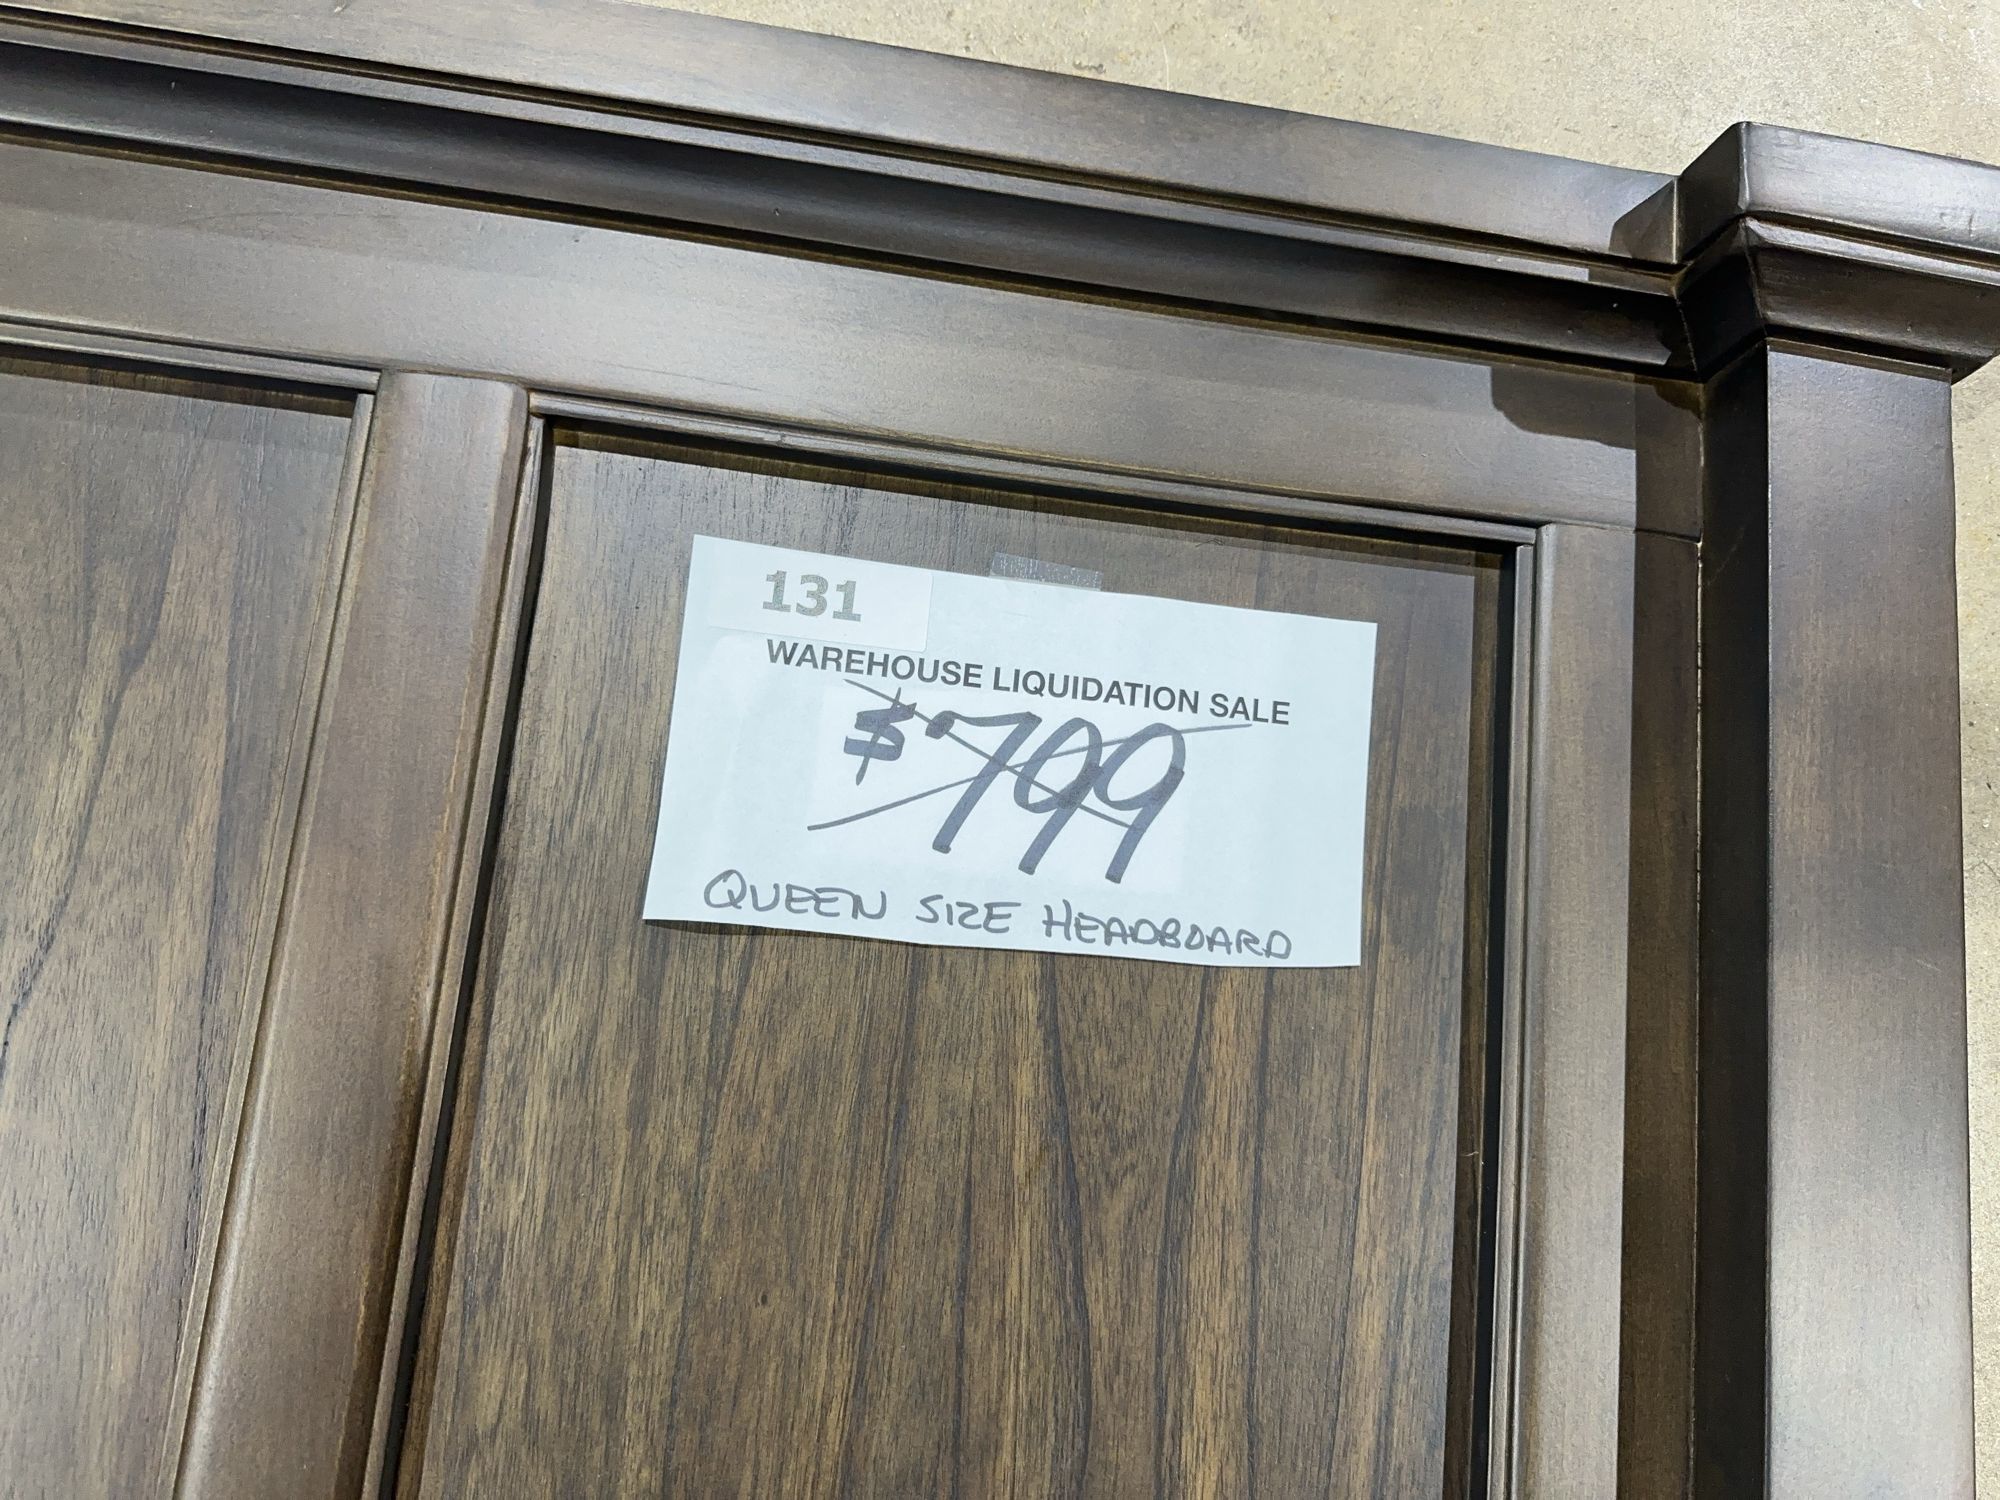 131
WAREHOUSE LIQUIDATION SALE
$799
QUEEN SIZE HEADBOARD